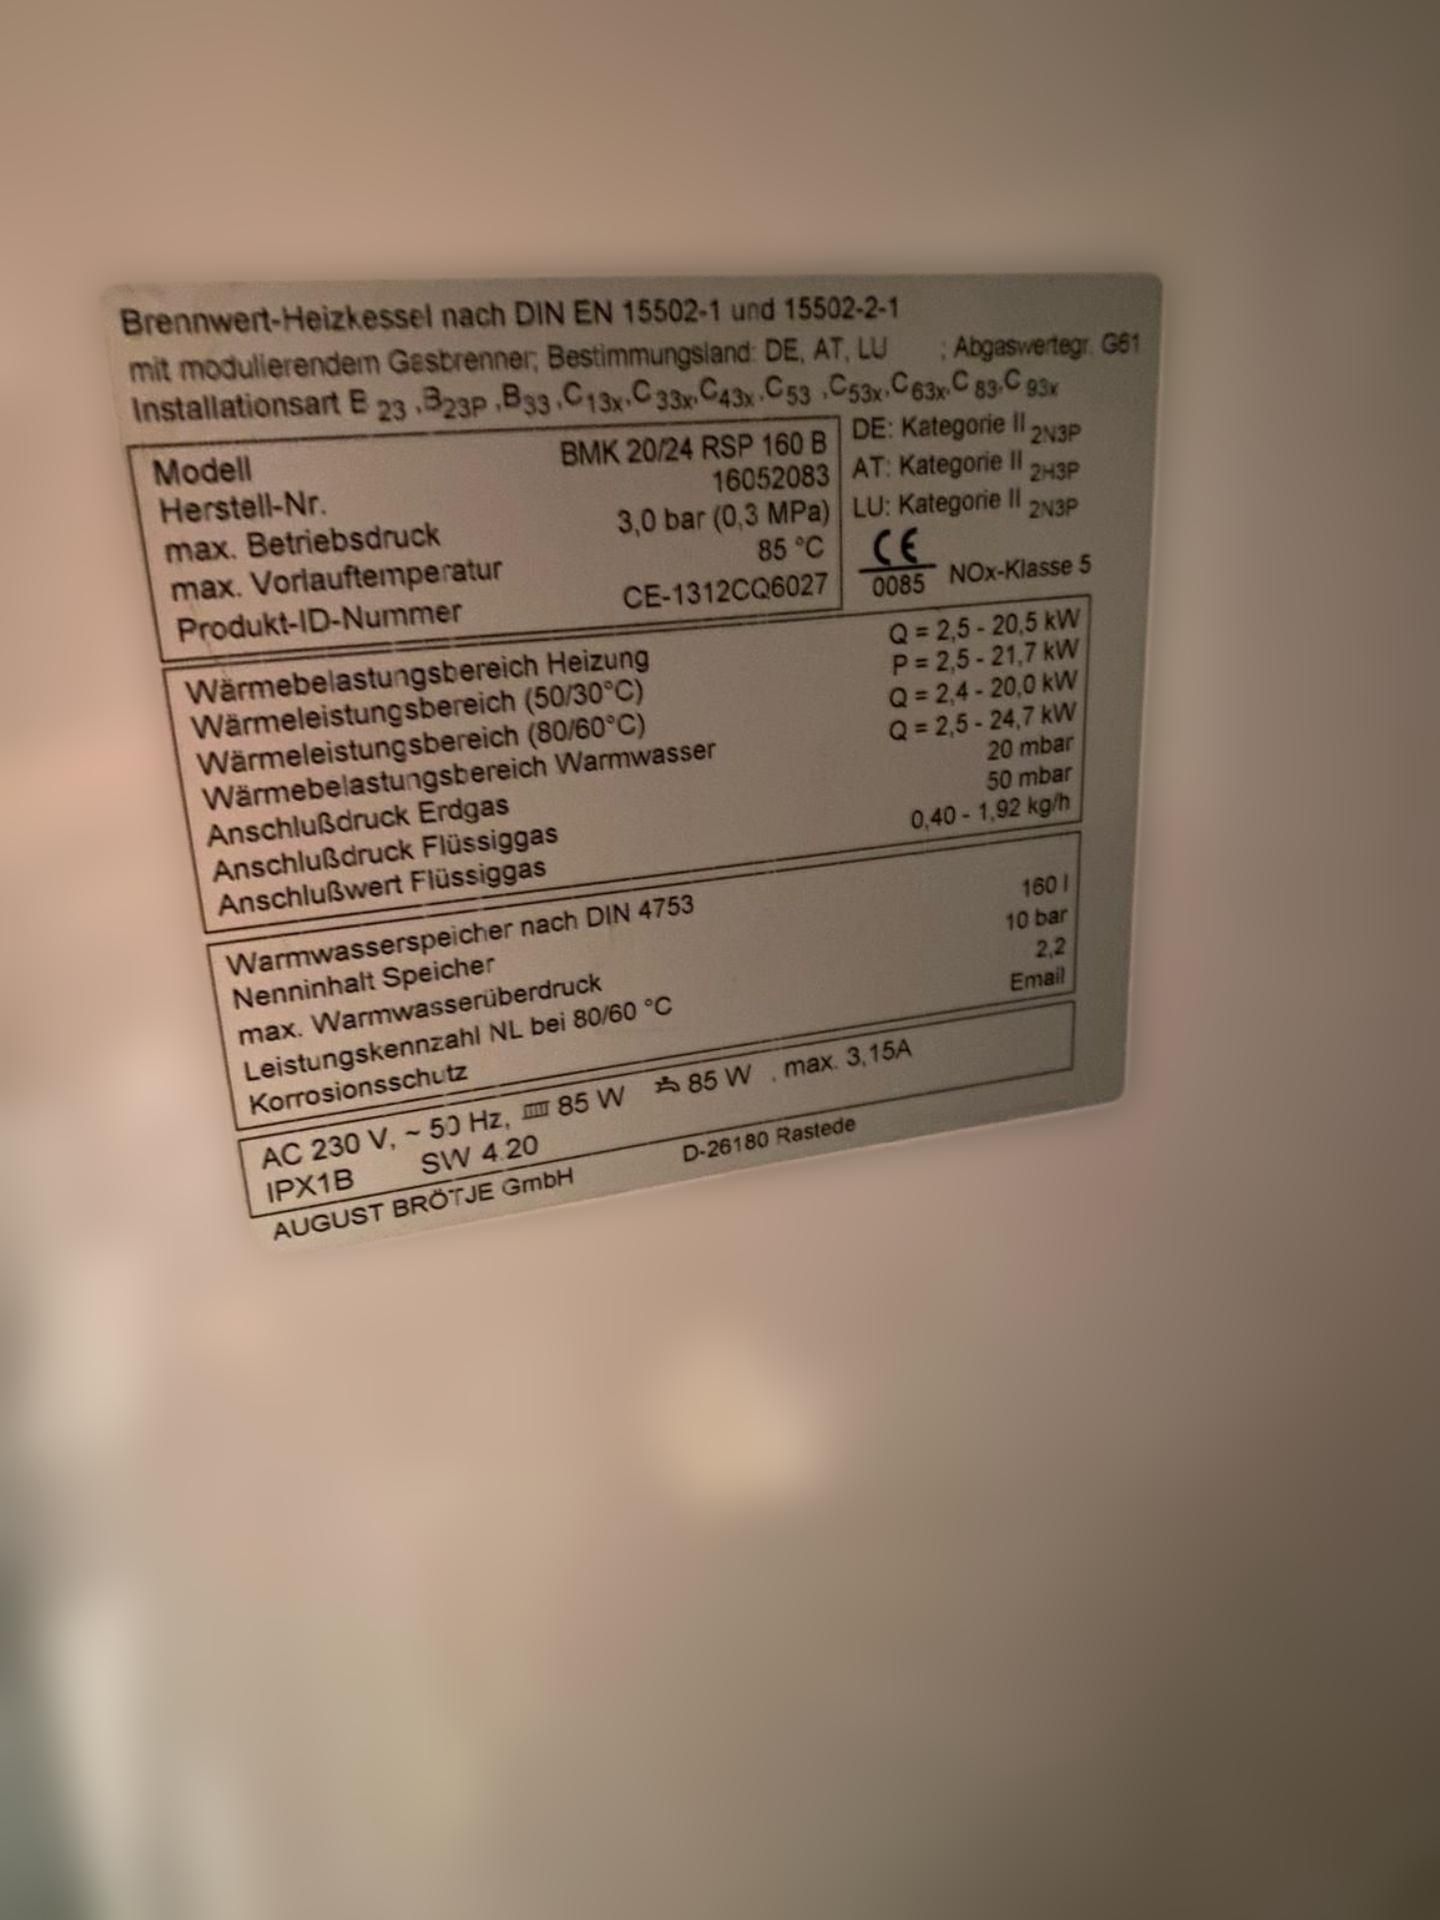 Brennwert-Heizkessel nach DIN EN 15502-1 und 15502-2-1
mit modulierendem Gasbrenner; Bestimmungsland: DE, AT, LU ; Abgaswertegr. G61
Installationsart B 23 ,B23P ,B33 ,C13x,C33x,C43x,C53 ,C53x,C63x,C 83,C 93x
Modell BMK 20/24 RSP 160 B
Herstell-Nr. 16052083
max. Betriebsdruck 3,0 bar (0,3 MPa)
max. Vorlauftemperatur 85 °C
Produkt-ID-Nummer CE-1312CQ6027
DE: Kategorie II 2N3P
AT: Kategorie II 2H3P
LU: Kategorie II 2N3P
CE
0085 NOx-Klasse 5
Wärmebelastungsbereich Heizung Q = 2,5 - 20,5 kW
Wärmeleistungsbereich (50/30°C) P = 2,5 - 21,7 kW
Wärmeleistungsbereich (80/60°C) Q = 2,4 - 20,0 kW
Wärmebelastungsbereich Warmwasser Q = 2,5 - 24,7 kW
Anschlußdruck Erdgas 20 mbar
Anschlußdruck Flüssiggas 50 mbar
Anschlußwert Flüssiggas 0,40 - 1,92 kg/h
Warmwasserspeicher nach DIN 4753
Nenninhalt Speicher 160 l
max. Warmwasserüberdruck 10 bar
Leistungskennzahl NL bei 80/60 °C 2,2
Korrosionsschutz Email
AC 230 V, ~ 50 Hz, 85 W 85 W , max. 3,15A
IPX1B SW 4.20
AUGUST BRÖTJE GmbH D-26180 Rastede